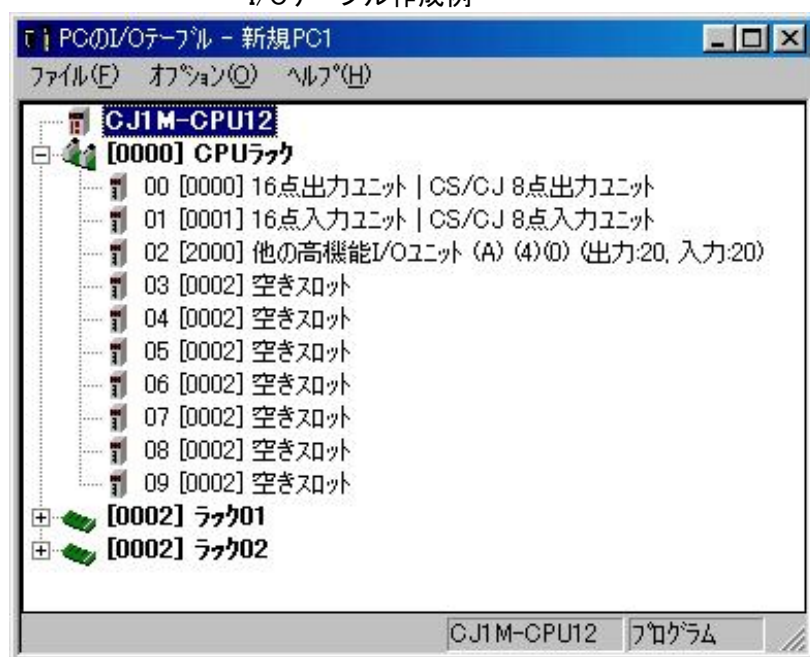 I/Oテーブル作成例
PCのI/Oテーブル - 新規PC1
ファイル(F) オプション(O) ヘルプ(H)
CJ1M-CPU12
[0000] CPUラック
00 [0000] 16点出力ユニット | CS/CJ 8点出力ユニット
01 [0001] 16点入力ユニット | CS/CJ 8点入力ユニット
02 [2000] 他の高機能I/Oユニット (A) (4)(0) (出力:20, 入力:20)
03 [0002] 空きスロット
04 [0002] 空きスロット
05 [0002] 空きスロット
06 [0002] 空きスロット
07 [0002] 空きスロット
08 [0002] 空きスロット
09 [0002] 空きスロット
[0002] ラック01
[0002] ラック02
CJ1M-CPU12 プログラム